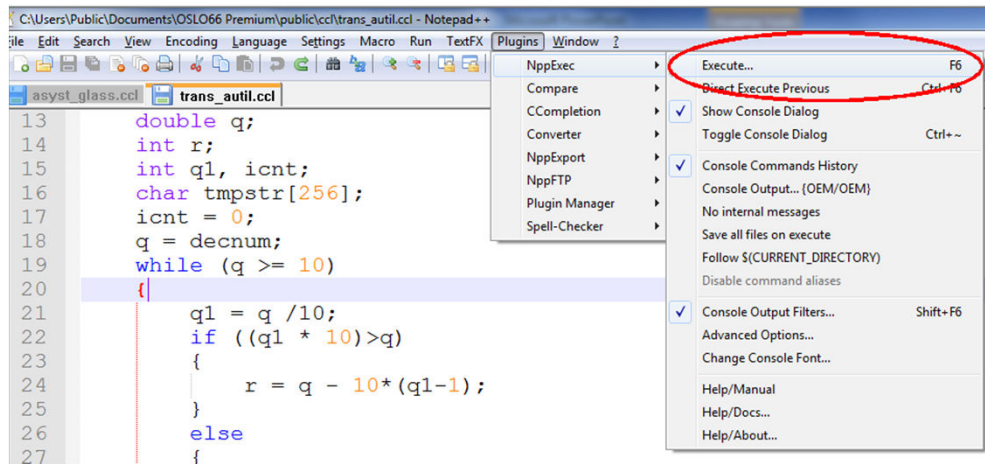 C:\Users\Public\Documents\OSLO66 Premium\public\ccl\trans_autil.ccl - Notepad++
ile Edit Search View Encoding Language Settings Macro Run TextFX Plugins Window ?
asyst_glass.ccl trans_autil.ccl
13 double q;
14 int r;
15 int q1, icnt;
16 char tmpstr[256];
17 icnt = 0;
18 q = decnum;
19 while (q >= 10)
20 {
21 q1 = q /10;
22 if ((q1 * 10)>q)
23 {
24 r = q - 10*(q1-1);
25 }
26 else
27 {
NppExec
Compare
CCompletion
Converter
NppExport
NppFTP
Plugin Manager
Spell-Checker
Execute... F6
Direct Execute Previous Ctrl+F6
Show Console Dialog
Toggle Console Dialog Ctrl+~
Console Commands History
Console Output... {OEM/OEM}
No internal messages
Save all files on execute
Follow $(CURRENT_DIRECTORY)
Disable command aliases
Console Output Filters... Shift+F6
Advanced Options...
Change Console Font...
Help/Manual
Help/Docs...
Help/About...